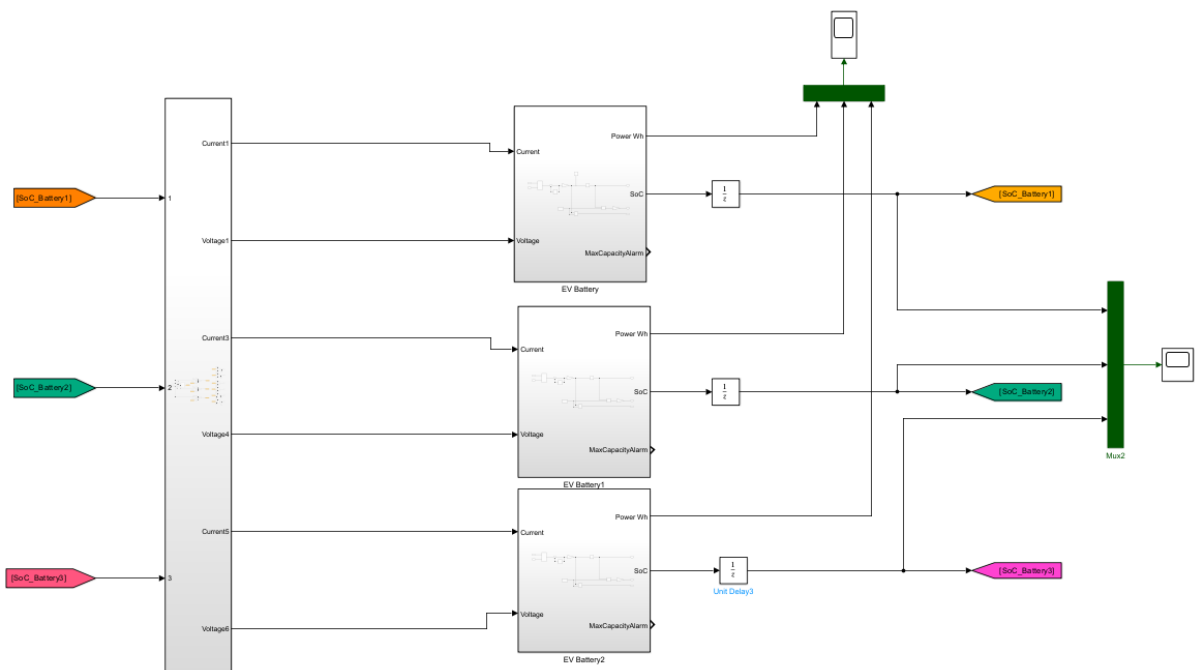 Current1
Power Wh
Current
[SoC_Battery1]
1
SoC
1
z
[SoC_Battery1]
Voltage1
Voltage
MaxCapacityAlarm
EV Battery
Current3
Power Wh
Current
[SoC_Battery2]
2
SoC
1
z
[SoC_Battery2]
Voltage4
Voltage
MaxCapacityAlarm
Mux2
EV Battery1
Current5
Power Wh
Current
[SoC_Battery3]
3
SoC
1
z
[SoC_Battery3]
Unit Delay3
Voltage6
Voltage
MaxCapacityAlarm
EV Battery2